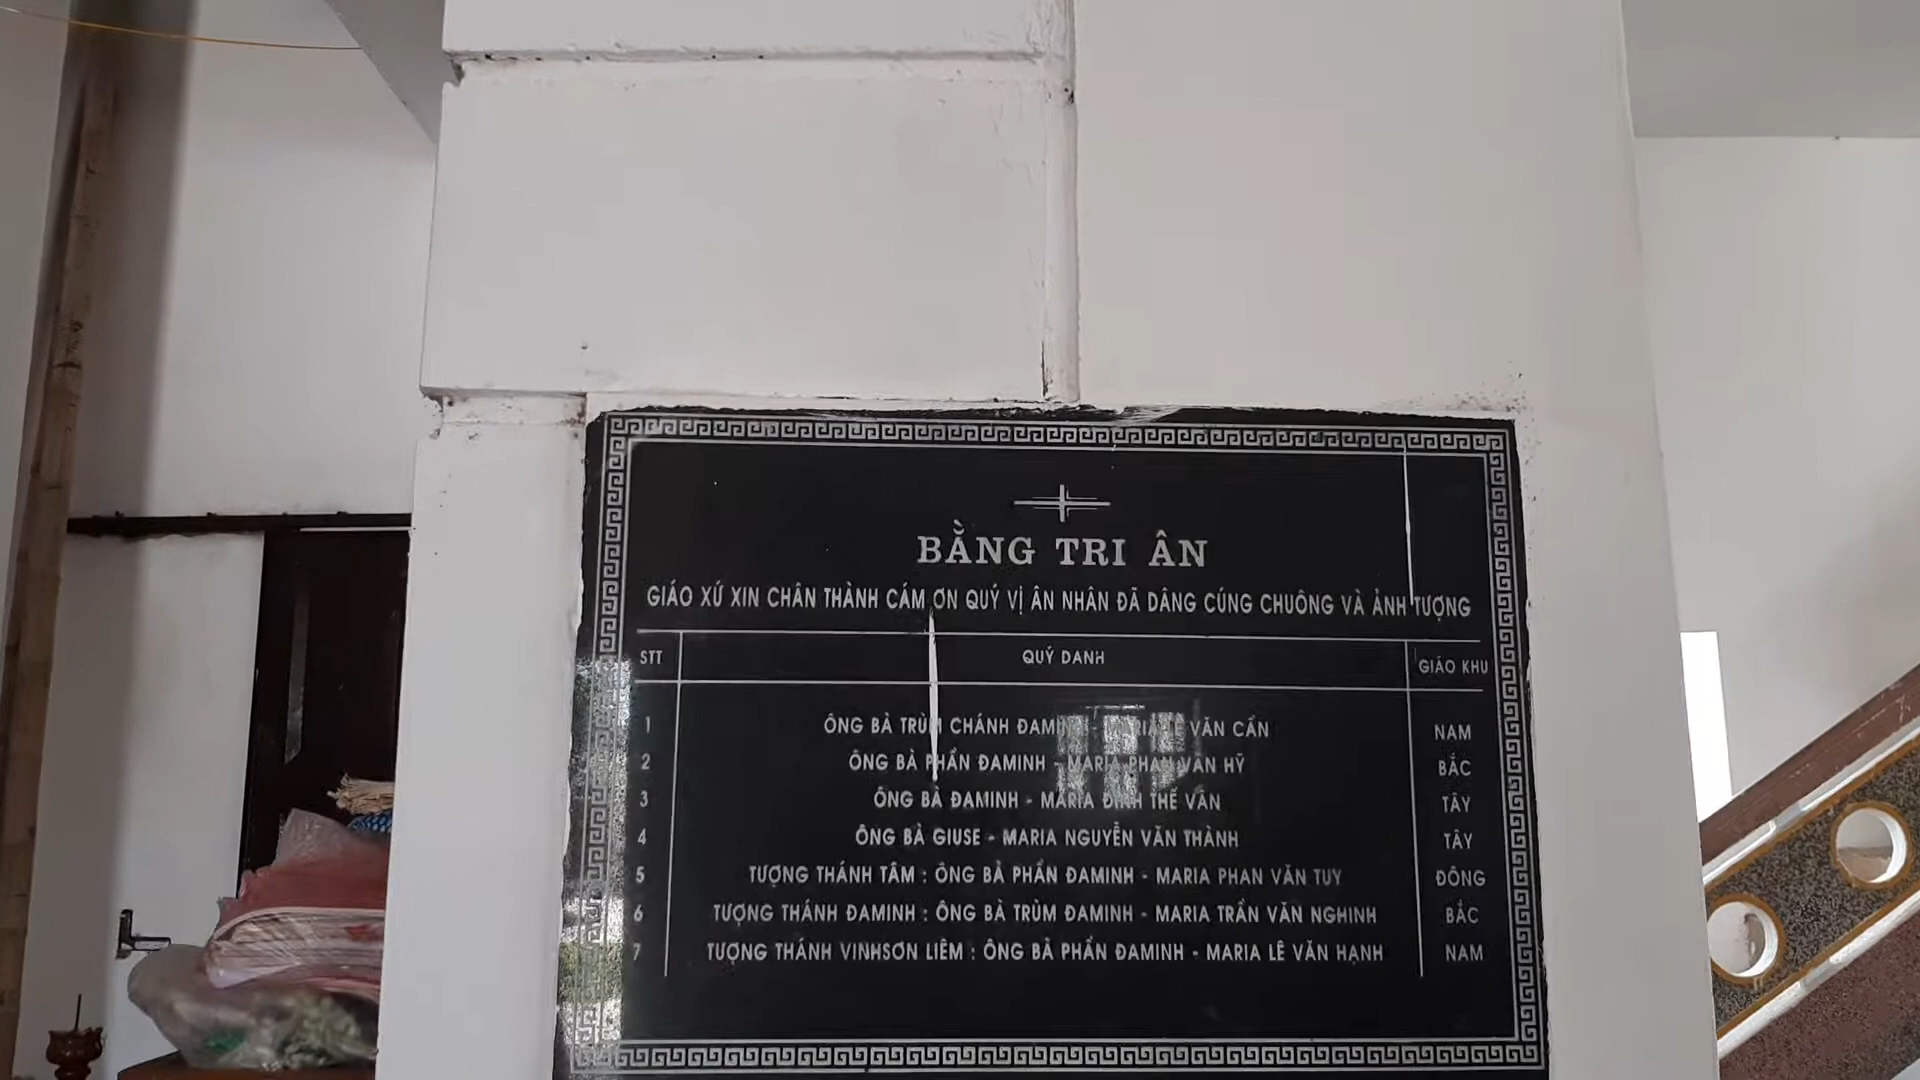 BẰNG TRI ÂN
GIÁO XỨ XIN CHÂN THÀNH CÁM ƠN QUÝ VỊ ÂN NHÂN ĐÃ DÂNG CÚNG CHUÔNG VÀ ẢNH TƯỢNG
STT QUÝ DANH GIÁO KHU
1 ÔNG BÀ TRÙM CHÁNH ĐAMINH - MARIA LÊ VĂN CẨN NAM
2 ÔNG BÀ PHẨN ĐAMINH - MARIA PHAN VĂN HỸ BẮC
3 ÔNG BÀ ĐAMINH - MARIA ĐINH THẾ VĂN TÂY
4 ÔNG BÀ GIUSE - MARIA NGUYỄN VĂN THÀNH TÂY
5 TƯỢNG THÁNH TÂM : ÔNG BÀ PHẨN ĐAMINH - MARIA PHAN VĂN TUY ĐÔNG
6 TƯỢNG THÁNH ĐAMINH : ÔNG BÀ TRÙM ĐAMINH - MARIA TRẦN VĂN NGHINH BẮC
7 TƯỢNG THÁNH VINHSƠN LIÊM : ÔNG BÀ PHẨN ĐAMINH - MARIA LÊ VĂN HẠNH NAM